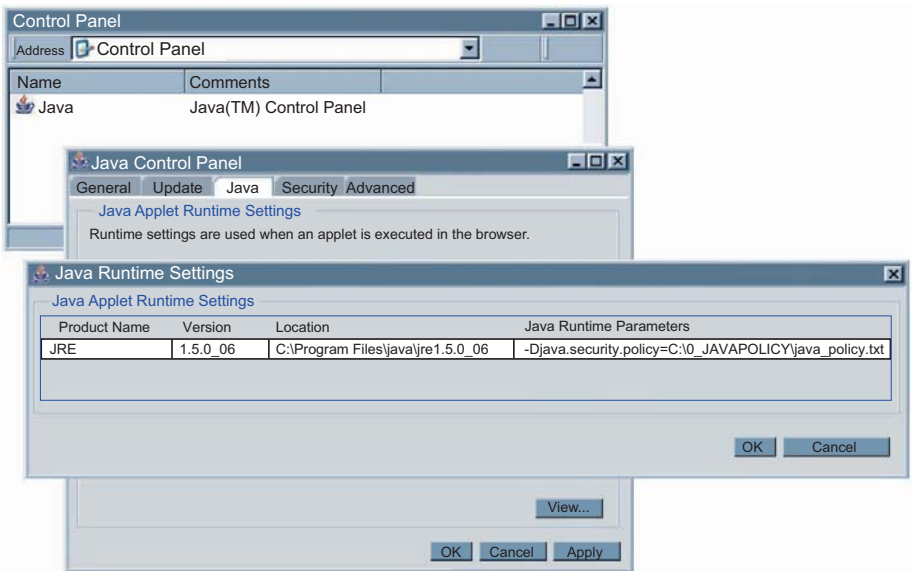 Control Panel
Address Control Panel
Name Comments
Java Java(TM) Control Panel
Java Control Panel
General Update Java Security Advanced
Java Applet Runtime Settings
Runtime settings are used when an applet is executed in the browser.
Java Runtime Settings
Java Applet Runtime Settings
Product Name Version Location Java Runtime Parameters
JRE 1.5.0_06 C:\Program Files\java\jre1.5.0_06 -Djava.security.policy=C:\0_JAVAPOLICY\java_policy.txt
OK Cancel
View...
OK Cancel Apply